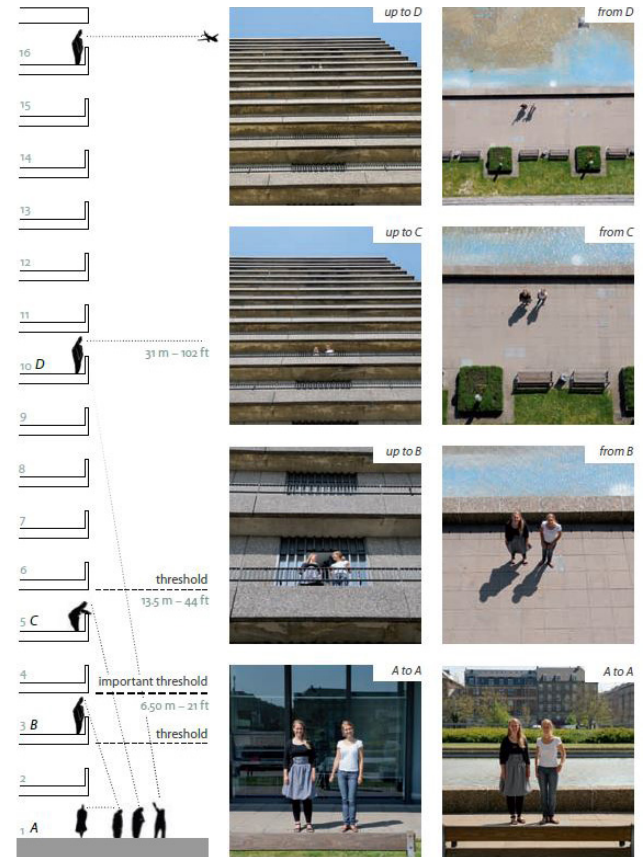 16
15
14
13
12
11
31 m – 102 ft
10 D
9
8
7
6
threshold
13.5 m – 44 ft
5 C
4
important threshold
6.50 m – 21 ft
3 B
threshold
2
1 A
up to D
from D
up to C
from C
up to B
from B
A to A
A to A